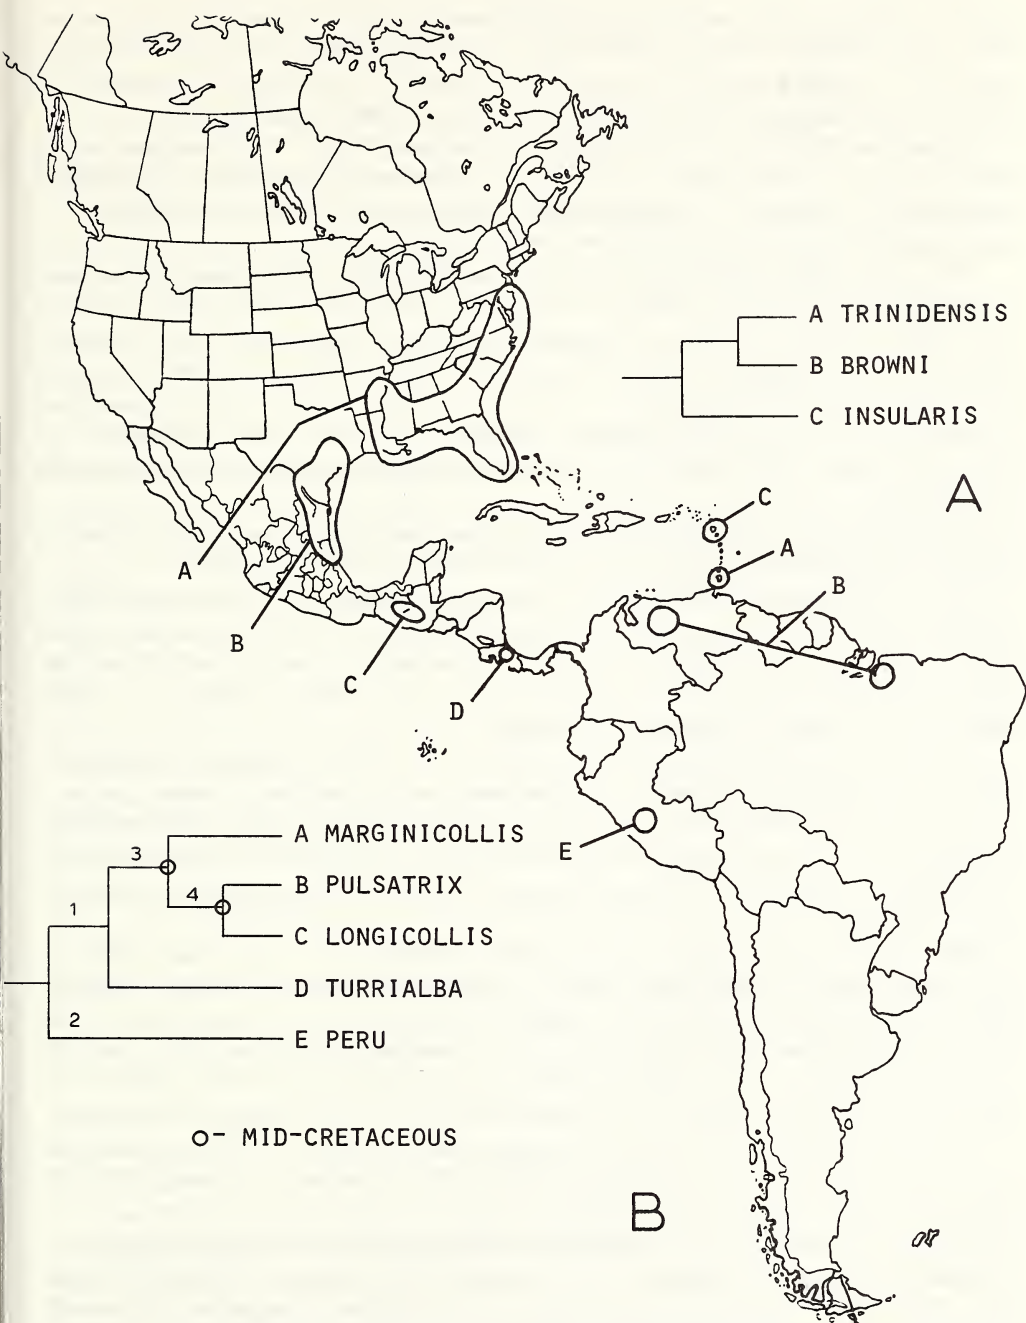 A TRINIDENSIS
B BROWNI
C INSULARIS
A
C
A
B
A
B
C
D
E
3
A MARGINICOLLIS
4
B PULSATRIX
1
C LONGICOLLIS
D TURRIALBA
2
E PERU
O- MID-CRETACEOUS
B